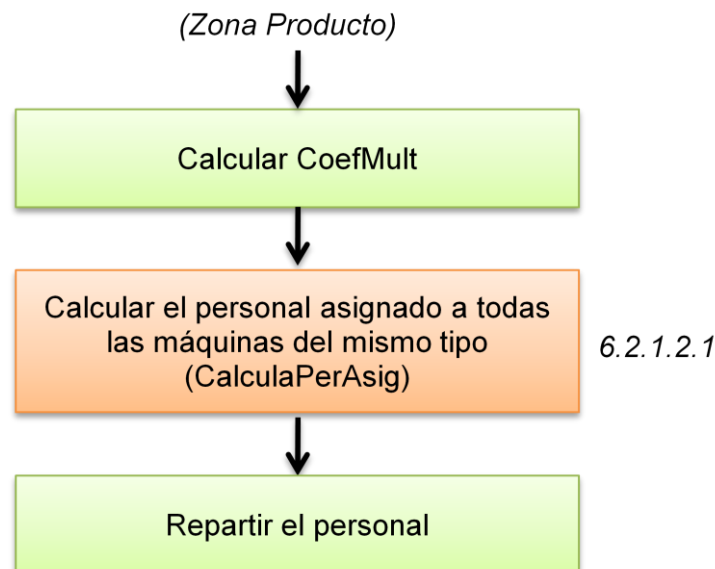 (Zona Producto)
Calcular CoefMult
Calcular el personal asignado a todas
las máquinas del mismo tipo
(CalculaPerAsig)
6.2.1.2.1
Repartir el personal